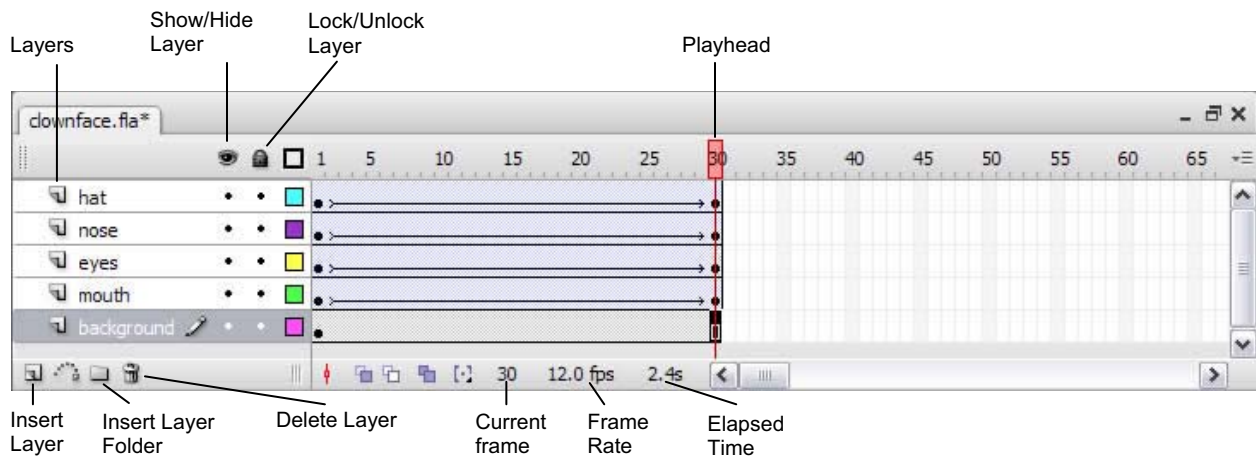 Layers
Show/Hide
Layer
Lock/Unlock
Layer
Playhead
clownface.fla*
1 5 10 15 20 25 30 35 40 45 50 55 60 65
hat
nose
eyes
mouth
background
30 12.0 fps 2.4s
Insert
Layer
Insert Layer
Folder
Delete Layer
Current
frame
Frame
Rate
Elapsed
Time